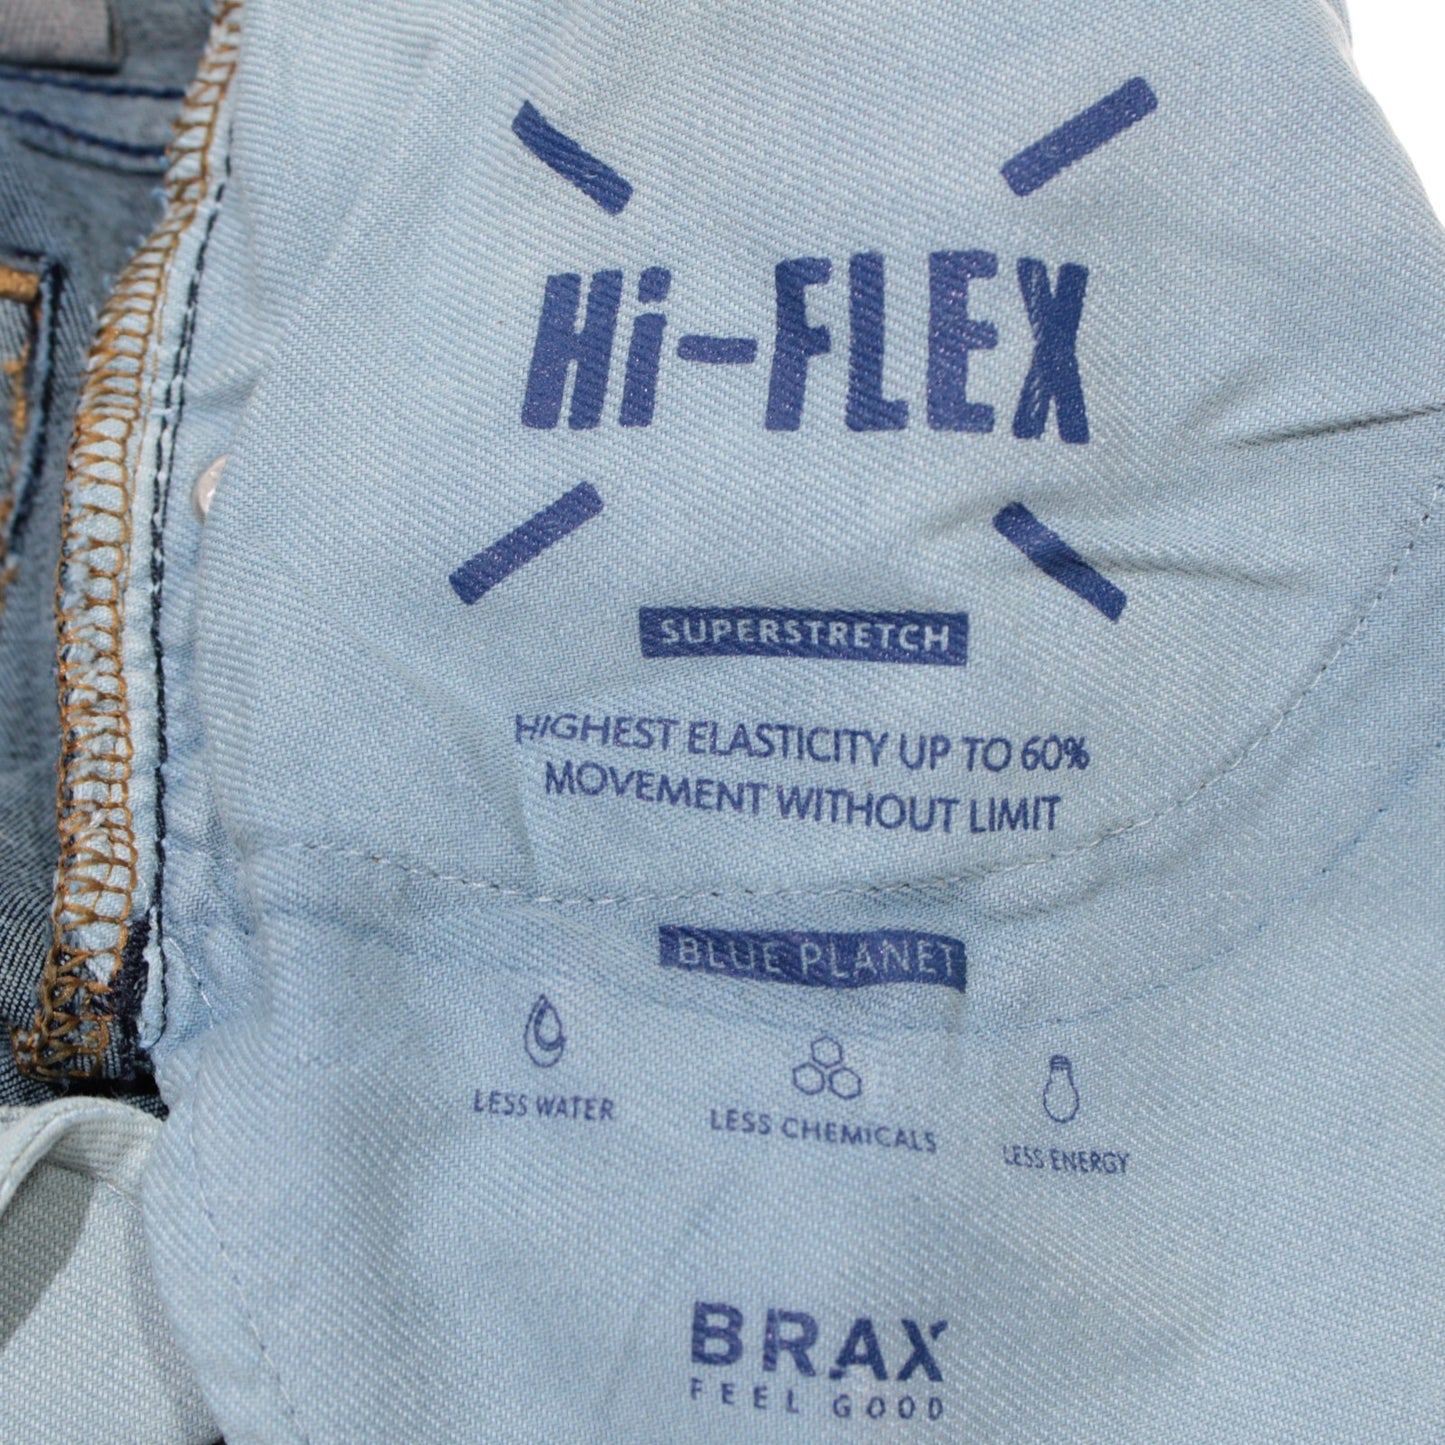 Hi-FLEX
SUPERSTRETCH
HIGHEST ELASTICITY UP TO 60%
MOVEMENT WITHOUT LIMIT
BLUE PLANET
LESS WATER
LESS CHEMICALS
LESS ENERGY
BRAX
FEEL GOOD